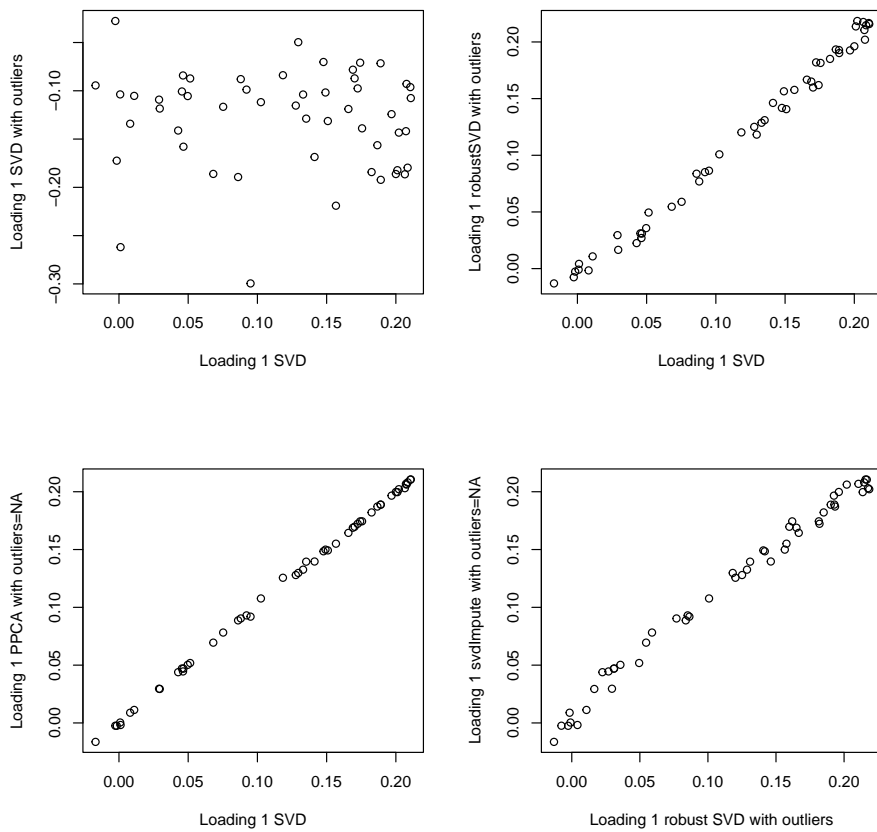 Loading 1 SVD with outliers
−0.10
−0.20
−0.30
0.00 0.05 0.10 0.15 0.20
Loading 1 SVD
Loading 1 robustSVD with outliers
0.20
0.15
0.10
0.05
0.00
0.00 0.05 0.10 0.15 0.20
Loading 1 SVD
Loading 1 PPCA with outliers=NA
0.20
0.15
0.10
0.05
0.00
0.00 0.05 0.10 0.15 0.20
Loading 1 SVD
Loading 1 svdImpute with outliers=NA
0.20
0.15
0.10
0.05
0.00
0.00 0.05 0.10 0.15 0.20
Loading 1 robust SVD with outliers